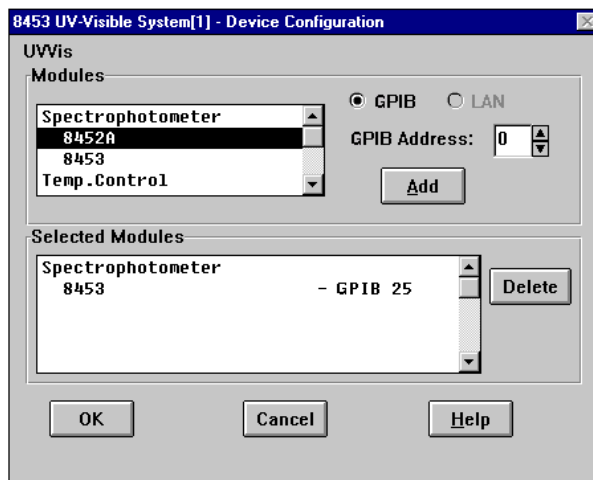 8453 UV-Visible System[1] - Device Configuration
UVVis
Modules
Spectrophotometer
8452A
8453
Temp.Control
GPIB LAN
GPIB Address: 0
Add
Selected Modules
Spectrophotometer
8453 - GPIB 25
Delete
OK Cancel Help